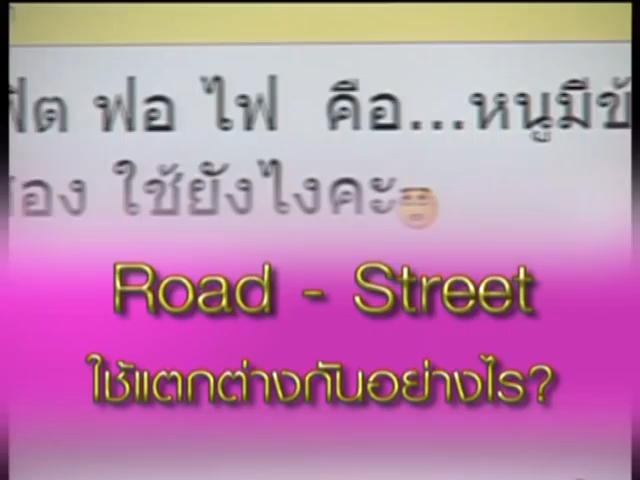 ฟอ ไฟ คือ...หนูมี
ใช้ยังไงคะ
Road - Street
ใช้แตกต่างกันอย่างไร?